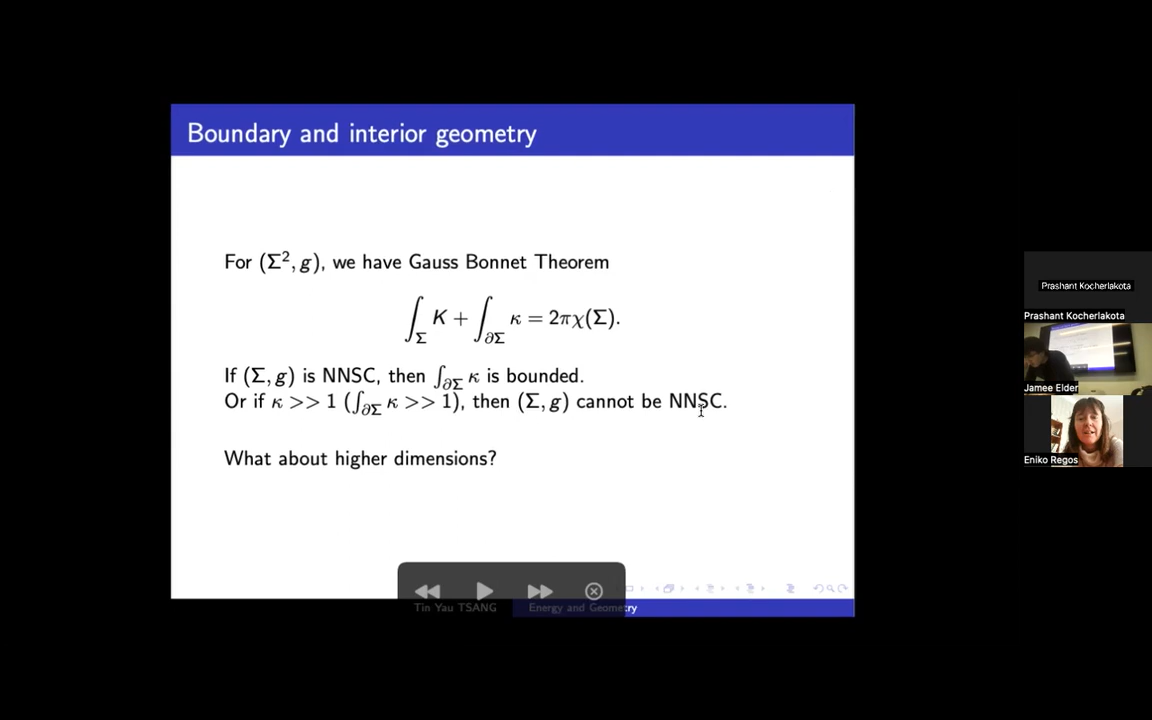 Boundary and interior geometry
For (Σ², g), we have Gauss Bonnet Theorem
∫_Σ K + ∫_∂Σ κ = 2πχ(Σ).
If (Σ, g) is NNSC, then ∫_∂Σ κ is bounded.
Or if κ >> 1 (∫_∂Σ κ >> 1), then (Σ, g) cannot be NNSC.
What about higher dimensions?
Tin Yau TSANG
Energy and Geometry
Prashant Kocherlakota
Prashant Kocherlakota
Jamee Elder
Eniko Regos